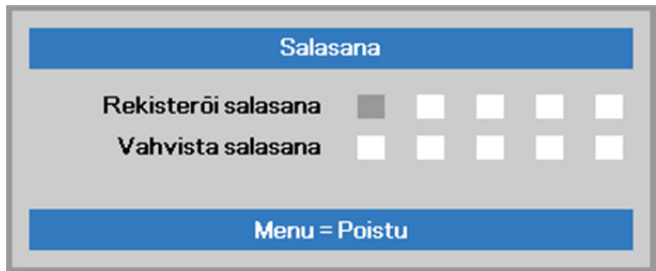 Salasana
Rekisteröi salasana
Vahvista salasana
Menu = Poistu